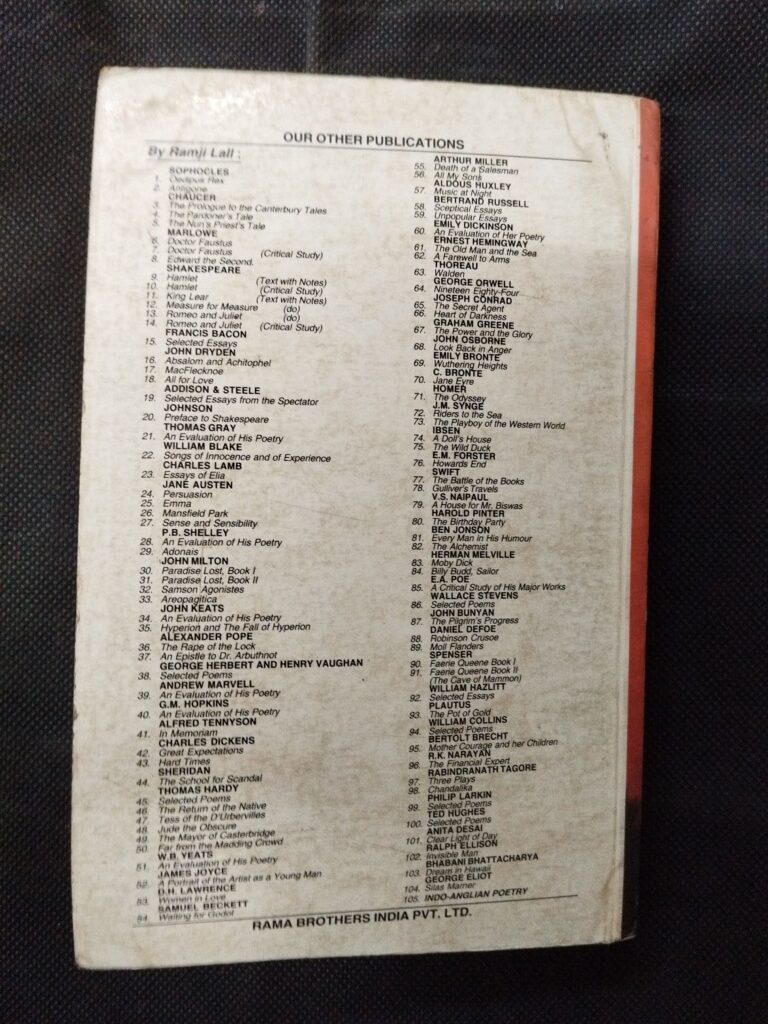 OUR OTHER PUBLICATIONS
By Ramji Lall :
SOPHOCLES
1. Oedipus Rex
2. Antigone
CHAUCER
3. The Prologue to the Canterbury Tales
4. The Pardoner's Tale
5. The Nun's Priest's Tale
MARLOWE
6. Doctor Faustus
7. Doctor Faustus (Critical Study)
8. Edward the Second.
SHAKESPEARE
9. Hamlet (Text with Notes)
10. Hamlet (Critical Study)
11. King Lear (Text with Notes)
12. Measure for Measure (do)
13. Romeo and Juliet (do)
14. Romeo and Juliet (Critical Study)
FRANCIS BACON
15. Selected Essays
JOHN DRYDEN
16. Absalom and Achitophel
17. MacFlecknoe
18. All for Love
ADDISON & STEELE
19. Selected Essays from the Spectator
JOHNSON
20. Preface to Shakespeare
THOMAS GRAY
21. An Evaluation of His Poetry
WILLIAM BLAKE
22. Songs of Innocence and of Experience
CHARLES LAMB
23. Essays of Elia
JANE AUSTEN
24. Persuasion
25. Emma
26. Mansfield Park
27. Sense and Sensibility
P.B. SHELLEY
28. An Evaluation of His Poetry
29. Adonais
JOHN MILTON
30. Paradise Lost, Book I
31. Paradise Lost, Book II
32. Samson Agonistes
33. Areopagitica
JOHN KEATS
34. An Evaluation of His Poetry
35. Hyperion and The Fall of Hyperion
ALEXANDER POPE
36. The Rape of the Lock
37. An Epistle to Dr. Arbuthnot
GEORGE HERBERT AND HENRY VAUGHAN
38. Selected Poems
ANDREW MARVELL
39. An Evaluation of His Poetry
G.M. HOPKINS
40. An Evaluation of His Poetry
ALFRED TENNYSON
41. In Memoriam
CHARLES DICKENS
42. Great Expectations
43. Hard Times
SHERIDAN
44. The School for Scandal
THOMAS HARDY
45. Selected Poems
46. The Return of the Native
47. Tess of the D'Urbervilles
48. Jude the Obscure
49. The Mayor of Casterbridge
50. Far from the Madding Crowd
W.B. YEATS
51. An Evaluation of His Poetry
JAMES JOYCE
52. A Portrait of the Artist as a Young Man
D.H. LAWRENCE
53. Women in Love
SAMUEL BECKETT
54. Waiting for Godot
ARTHUR MILLER
55. Death of a Salesman
56. All My Sons
ALDOUS HUXLEY
57. Music at Night
BERTRAND RUSSELL
58. Sceptical Essays
59. Unpopular Essays
EMILY DICKINSON
60. An Evaluation of Her Poetry
ERNEST HEMINGWAY
61. The Old Man and the Sea
62. A Farewell to Arms
THOREAU
63. Walden
GEORGE ORWELL
64. Nineteen Eighty-Four
JOSEPH CONRAD
65. The Secret Agent
66. Heart of Darkness
GRAHAM GREENE
67. The Power and the Glory
JOHN OSBORNE
68. Look Back in Anger
EMILY BRONTE
69. Wuthering Heights
C. BRONTE
70. Jane Eyre
HOMER
71. The Odyssey
J.M. SYNGE
72. Riders to the Sea
73. The Playboy of the Western World
IBSEN
74. A Doll's House
75. The Wild Duck
E.M. FORSTER
76. Howards End
SWIFT
77. The Battle of the Books
78. Gulliver's Travels
V.S. NAIPAUL
79. A House for Mr. Biswas
HAROLD PINTER
80. The Birthday Party
BEN JONSON
81. Every Man in His Humour
82. The Alchemist
HERMAN MELVILLE
83. Moby Dick
84. Billy Budd, Sailor
E.A. POE
85. A Critical Study of His Major Works
WALLACE STEVENS
86. Selected Poems
JOHN BUNYAN
87. The Pilgrim's Progress
DANIEL DEFOE
88. Robinson Crusoe
89. Moll Flanders
SPENSER
90. Faerie Queene Book I
91. Faerie Queene Book II
(The Cave of Mammon)
WILLIAM HAZLITT
92. Selected Essays
PLAUTUS
93. The Pot of Gold
WILLIAM COLLINS
94. Selected Poems
BERTOLT BRECHT
95. Mother Courage and her Children
R.K. NARAYAN
96. The Financial Expert
RABINDRANATH TAGORE
97. Three Plays
98. Chandalika
PHILIP LARKIN
99. Selected Poems
TED HUGHES
100. Selected Poems
ANITA DESAI
101. Clear Light of Day
RALPH ELLISON
102. Invisible Man
BHABANI BHATTACHARYA
103. Dream in Hawaii
GEORGE ELIOT
104. Silas Marner
105. INDO-ANGLIAN POETRY
RAMA BROTHERS INDIA PVT. LTD.